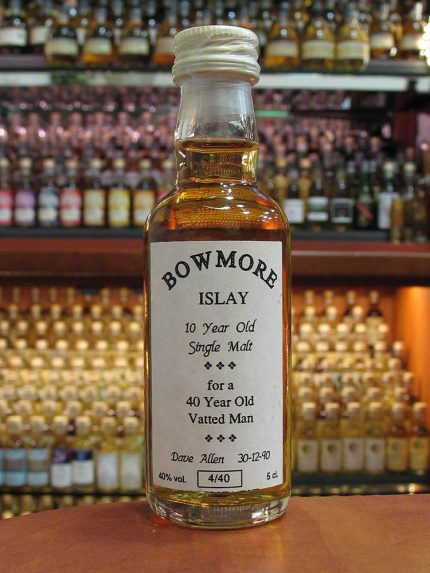 BOWMORE
ISLAY
10 Year Old
Single Malt
for a
40 Year Old
Vatted Man
Dave Allen 30-12-90
40% vol. 4/40 5 cl.